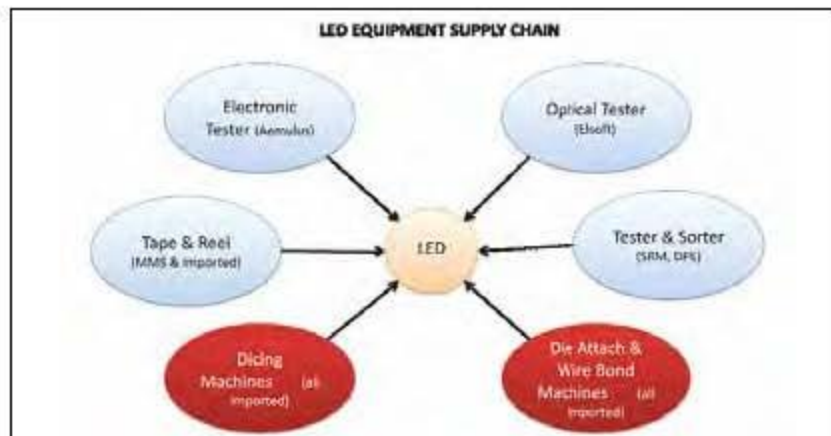 LED EQUIPMENT SUPPLY CHAIN
Electronic
Tester (Aemulus)
Optical Tester
(Elsoft)
Tape & Reel
(MMS & Imported)
LED
Tester & Sorter
(SRM, DFS)
Dicing
Machines (all
Imported)
Die Attach &
Wire Bond
Machines (all
Imported)